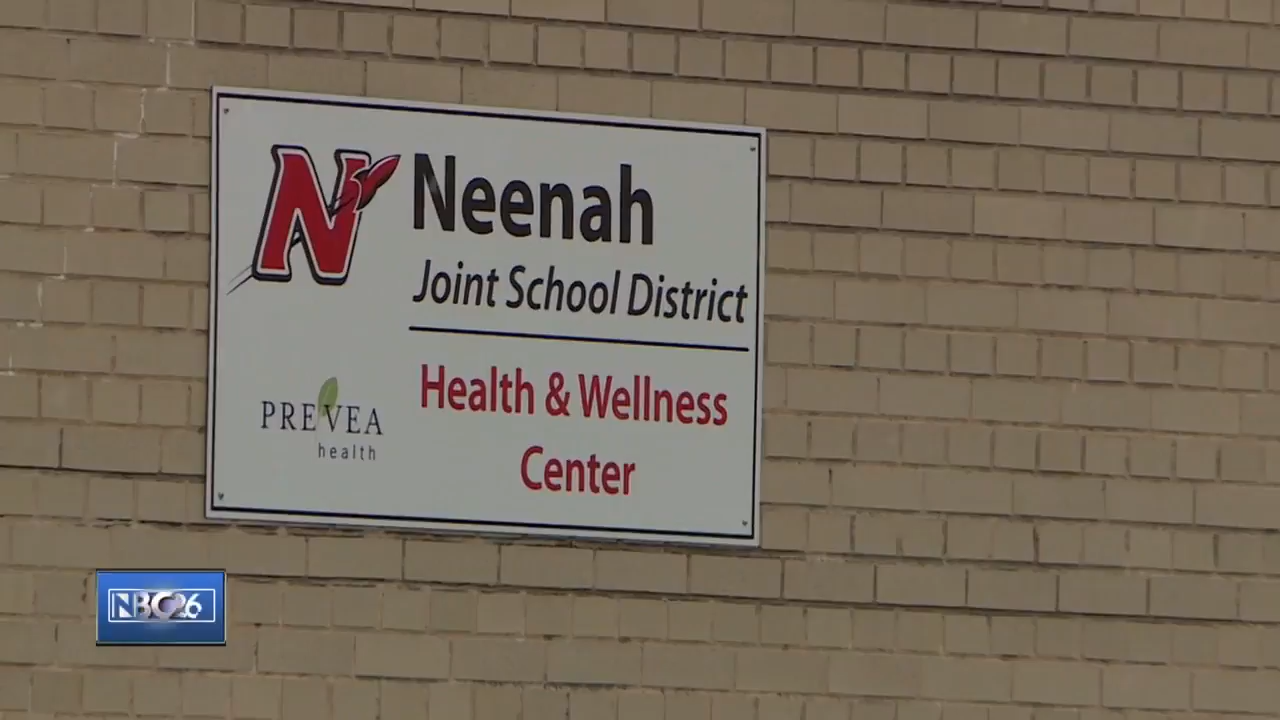 N
Neenah
Joint School District
Health & Wellness
Center
PREVEA
health
NBC26